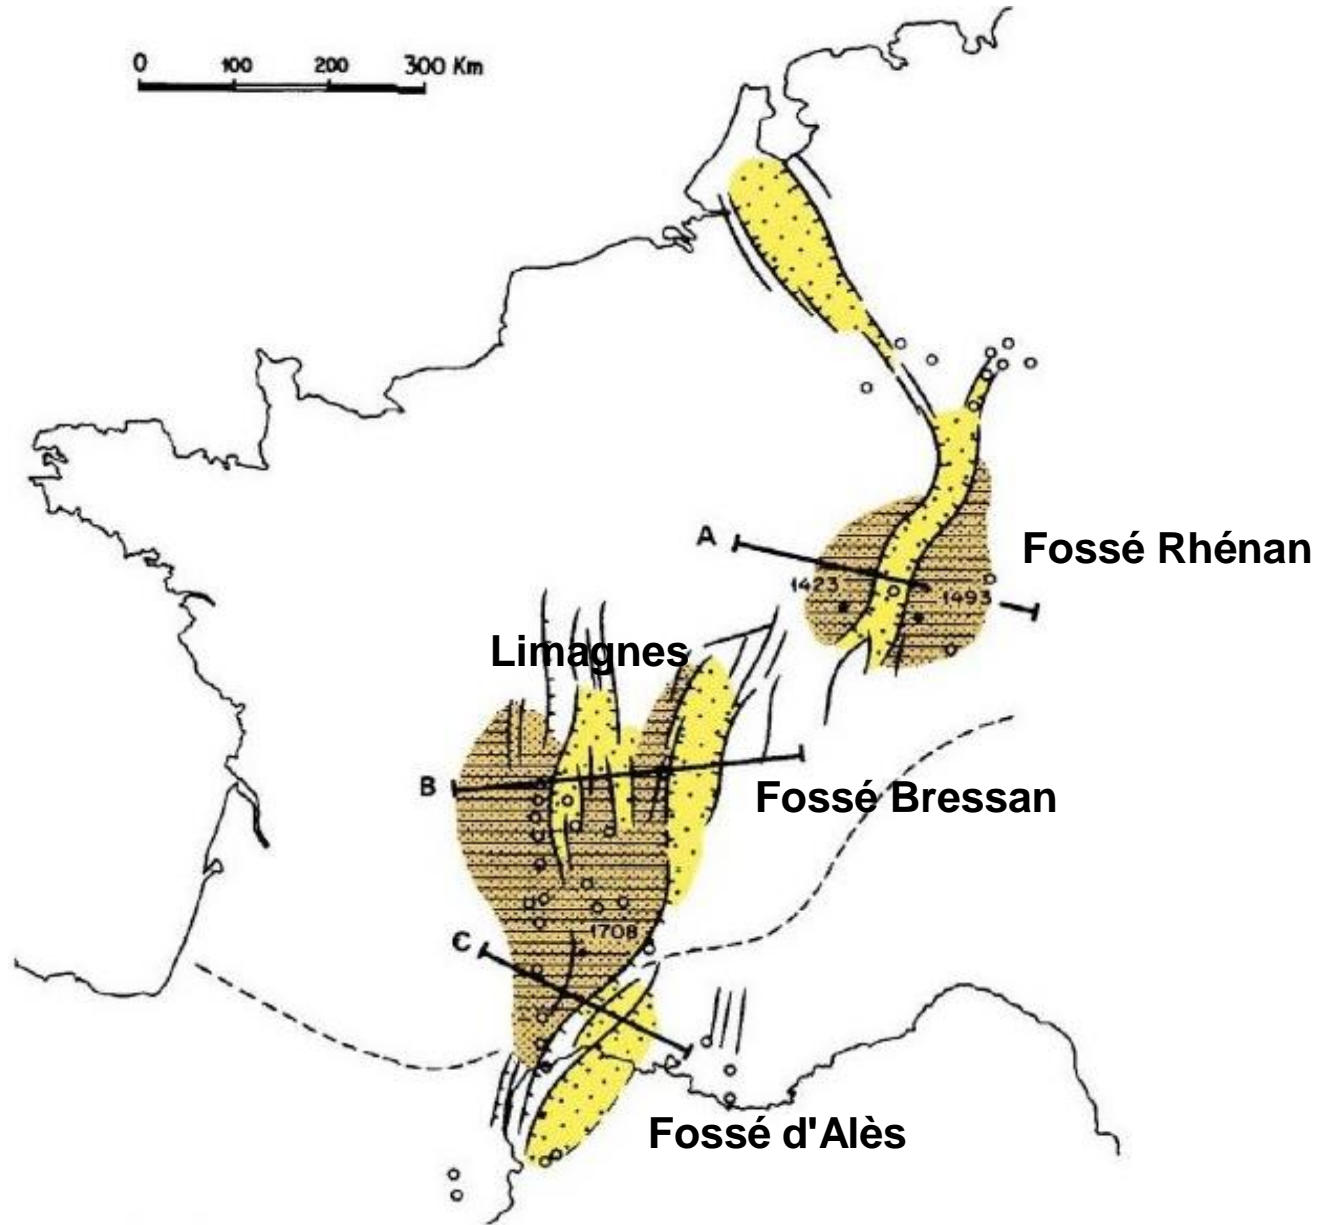 0 100 200 300 Km
A
Fossé Rhénan
1423
1493
Limagnes
B
Fossé Bressan
1708
C
Fossé d'Alès